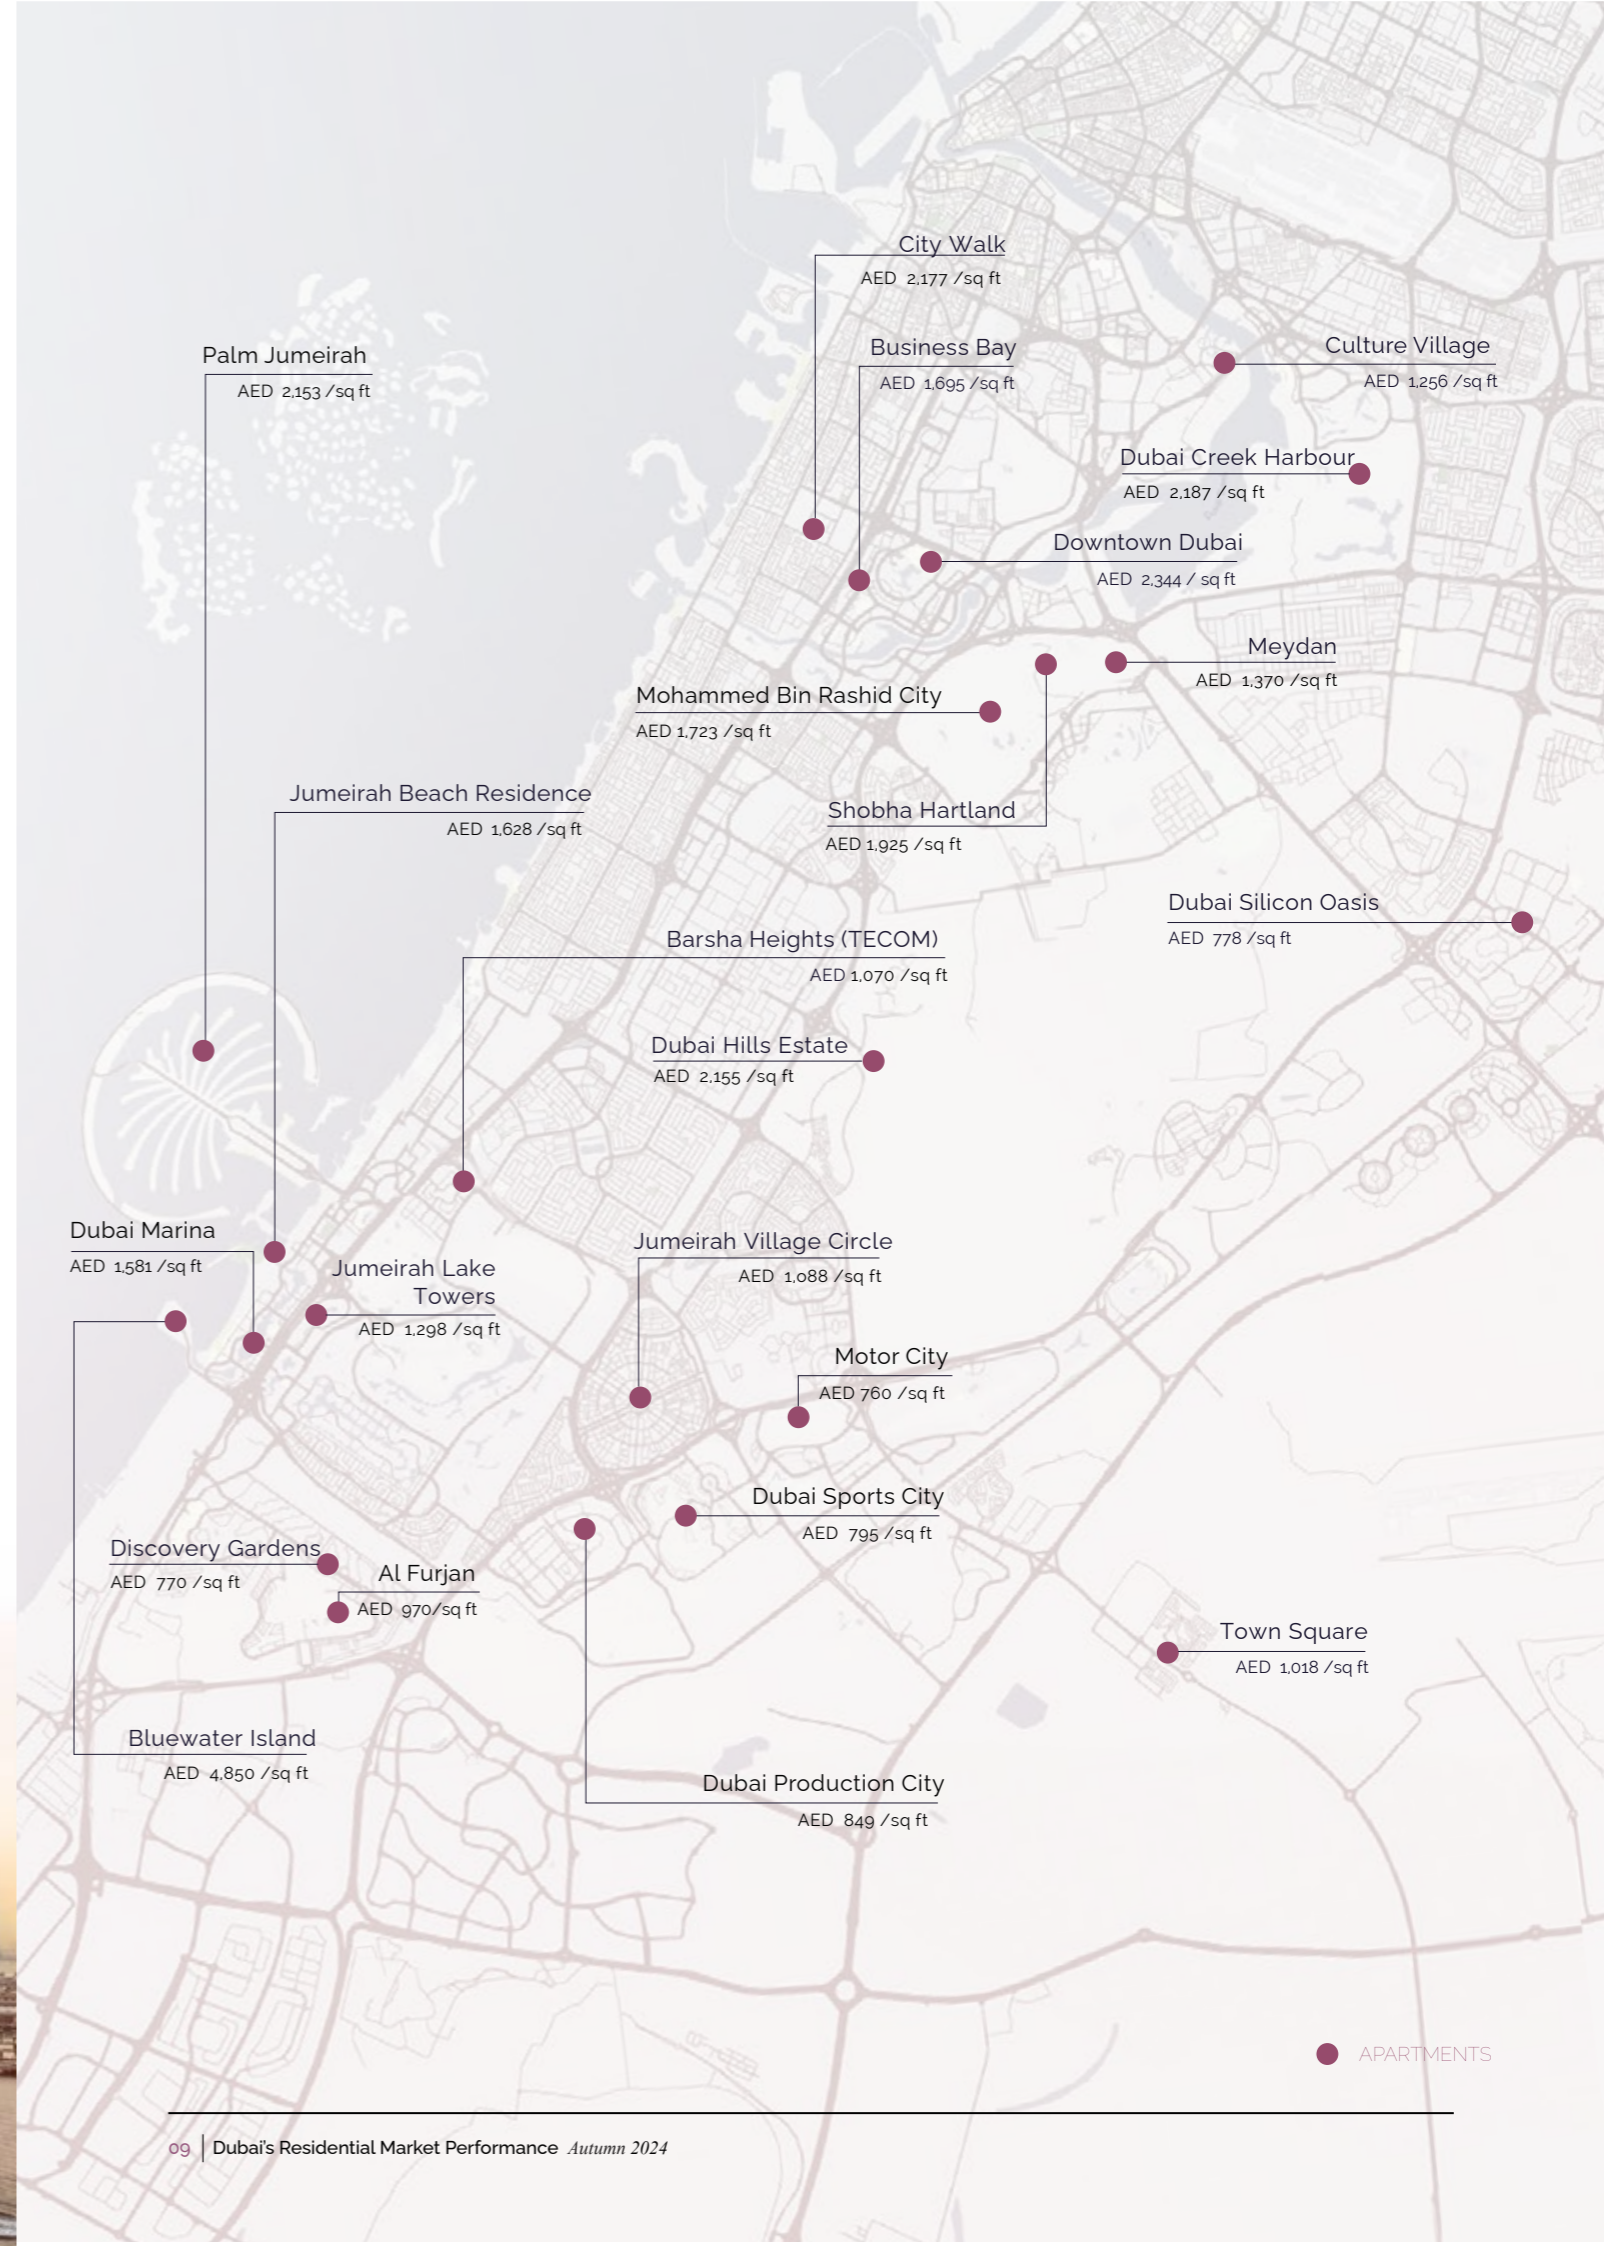 City Walk
AED 2,177 /sq ft
Palm Jumeirah
AED 2,153 /sq ft
Business Bay
AED 1,695 /sq ft
Culture Village
AED 1,256 /sq ft
Dubai Creek Harbour
AED 2,187 /sq ft
Downtown Dubai
AED 2,344 / sq ft
Meydan
AED 1,370 /sq ft
Mohammed Bin Rashid City
AED 1,723 /sq ft
Jumeirah Beach Residence
AED 1,628 /sq ft
Shobha Hartland
AED 1,925 /sq ft
Dubai Silicon Oasis
AED 778 /sq ft
Barsha Heights (TECOM)
AED 1,070 /sq ft
Dubai Hills Estate
AED 2,155 /sq ft
Dubai Marina
AED 1,581 /sq ft
Jumeirah Lake
Towers
AED 1,298 /sq ft
Jumeirah Village Circle
AED 1,088 /sq ft
Motor City
AED 760 /sq ft
Dubai Sports City
AED 795 /sq ft
Discovery Gardens
AED 770 /sq ft
Al Furjan
AED 970/sq ft
Town Square
AED 1,018 /sq ft
Bluewater Island
AED 4,850 /sq ft
Dubai Production City
AED 849 /sq ft
APARTMENTS
09 | Dubai's Residential Market Performance Autumn 2024